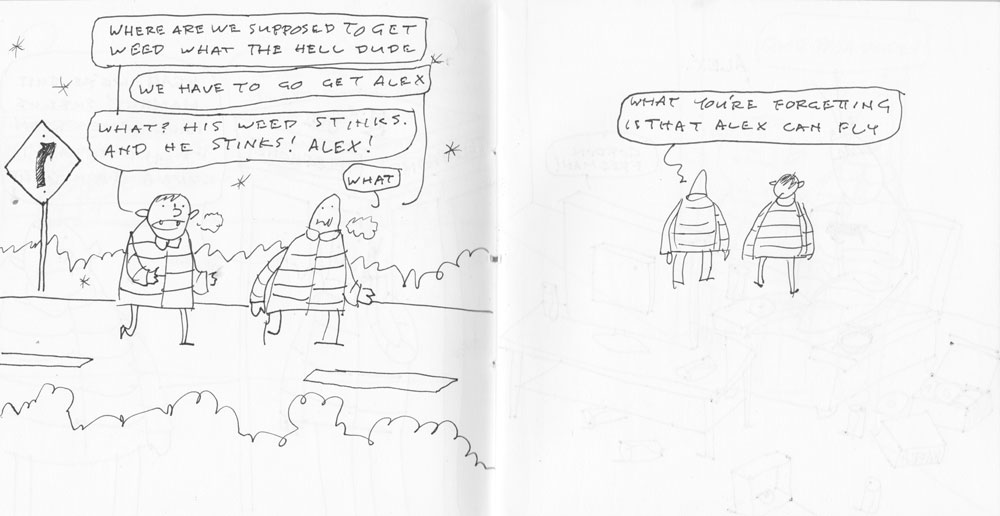 WHERE ARE WE SUPPOSED TO GET
WEED WHAT THE HELL DUDE
WE HAVE TO GO GET ALEX
WHAT? HIS WEED STINKS.
AND HE STINKS! ALEX!
WHAT
WHAT YOU'RE FORGETTING
IS THAT ALEX CAN FLY